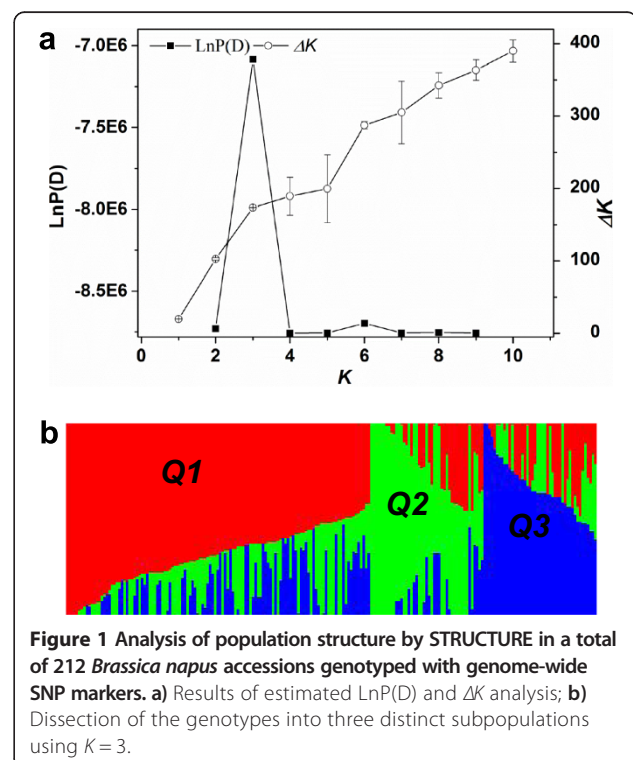 a
LnP(D) ΔK
-7.0E6
-7.5E6
-8.0E6
-8.5E6
LnP(D)
400
300
200
100
0
ΔK
0 2 4 6 8 10
K
b
Q1
Q2
Q3
Figure 1 Analysis of population structure by STRUCTURE in a total
of 212 Brassica napus accessions genotyped with genome-wide
SNP markers. a) Results of estimated LnP(D) and ΔK analysis; b)
Dissection of the genotypes into three distinct subpopulations
using K = 3.